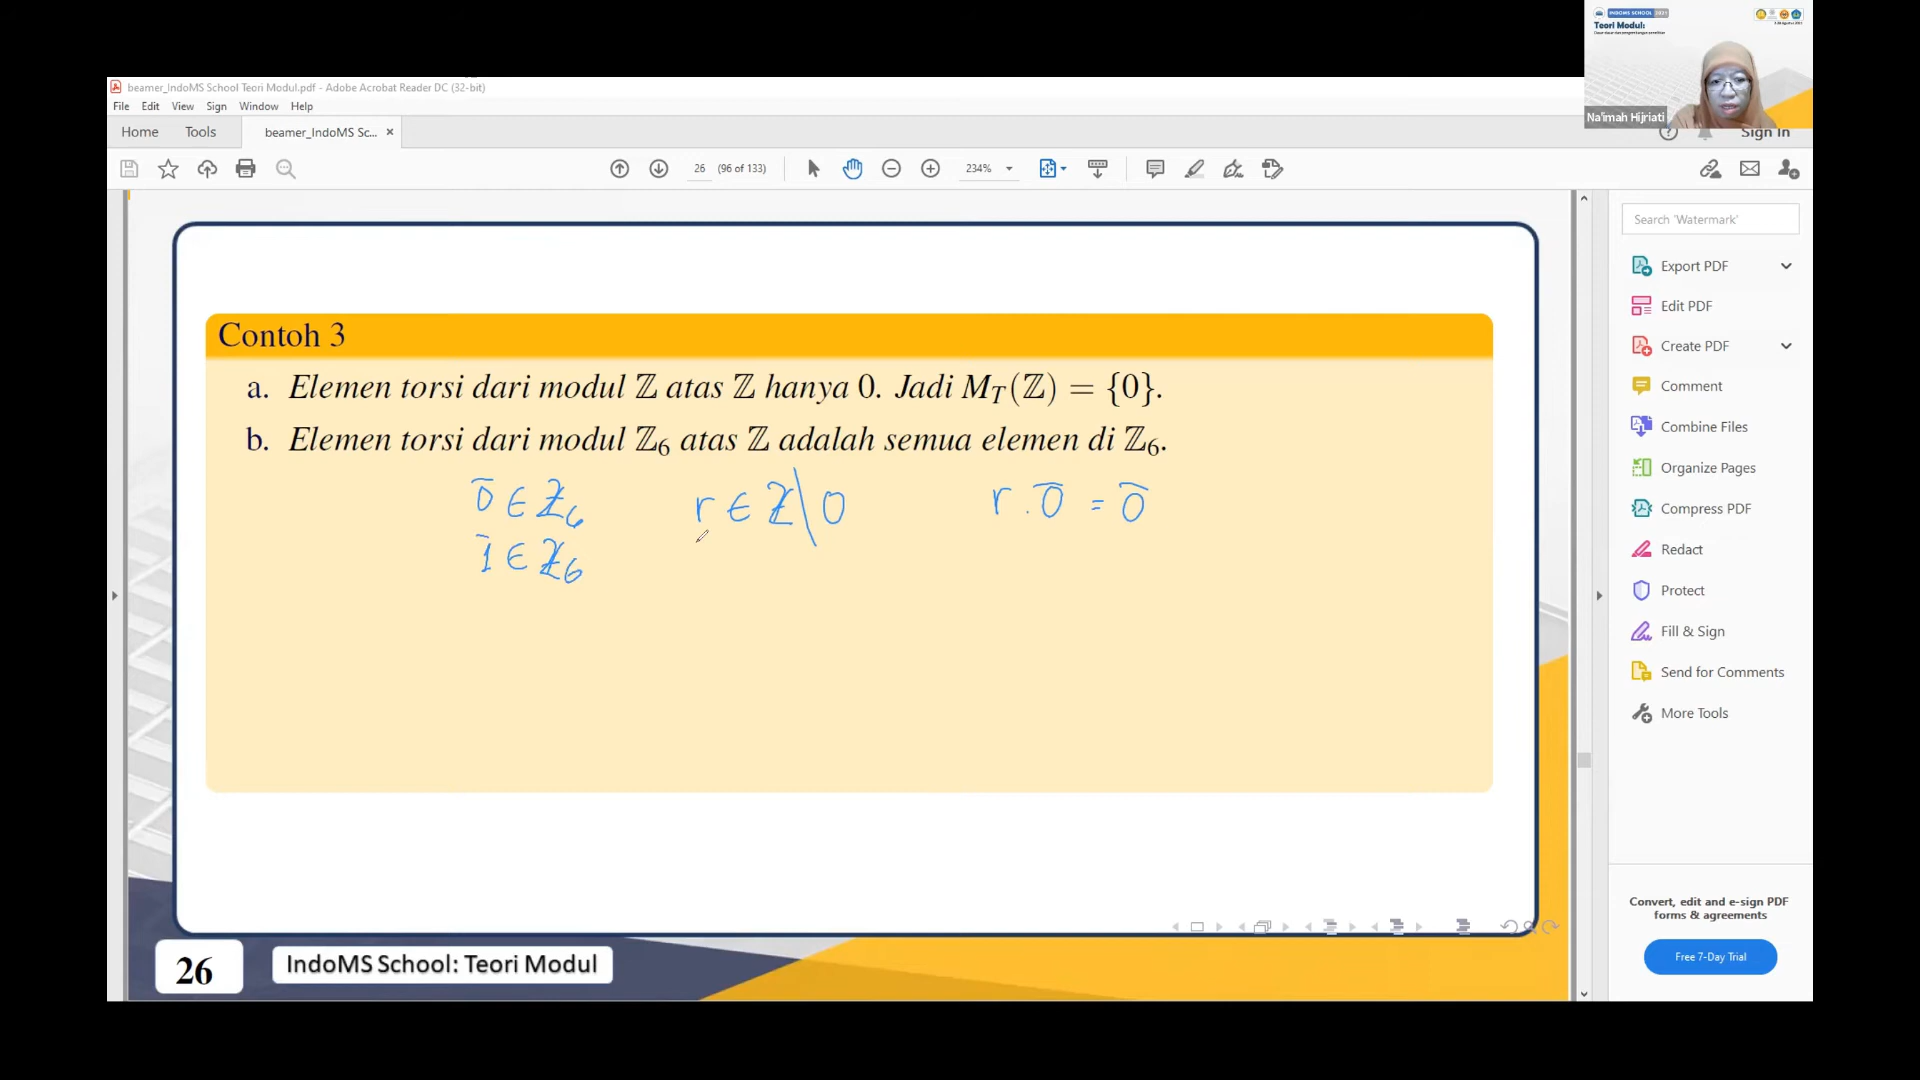 INDOMS SCHOOL 2021
Teori Modul:
Na'imah Hijriati
beamer_IndoMS School Teori Modul.pdf - Adobe Acrobat Reader DC (32-bit)
File Edit View Sign Window Help
Home Tools beamer_IndoMS Sc... ×
Sign In
26 (96 of 133) 234%
Search 'Watermark'
Export PDF
Edit PDF
Create PDF
Comment
Combine Files
Organize Pages
Compress PDF
Redact
Protect
Fill & Sign
Send for Comments
More Tools
Convert, edit and e-sign PDF
forms & agreements
Free 7-Day Trial
Contoh 3
a. Elemen torsi dari modul ℤ atas ℤ hanya 0. Jadi M_T(ℤ) = {0}.
b. Elemen torsi dari modul ℤ₆ atas ℤ adalah semua elemen di ℤ₆.
0̄ ∈ ℤ₆ r ∈ ℤ\0 r . 0̄ = 0̄
1̄ ∈ ℤ₆
26 IndoMS School: Teori Modul